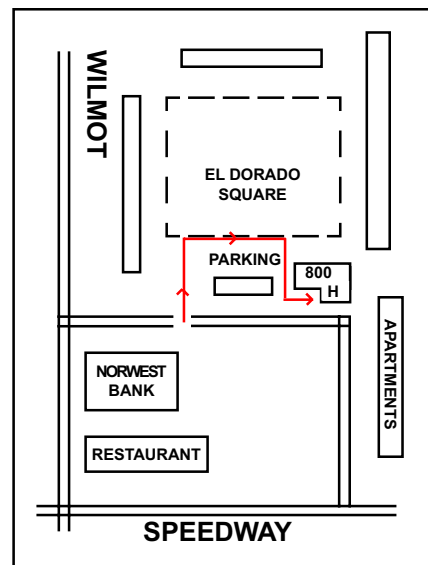 WILMOT
EL DORADO
SQUARE
PARKING
800
H
APARTMENTS
NORWEST
BANK
RESTAURANT
SPEEDWAY